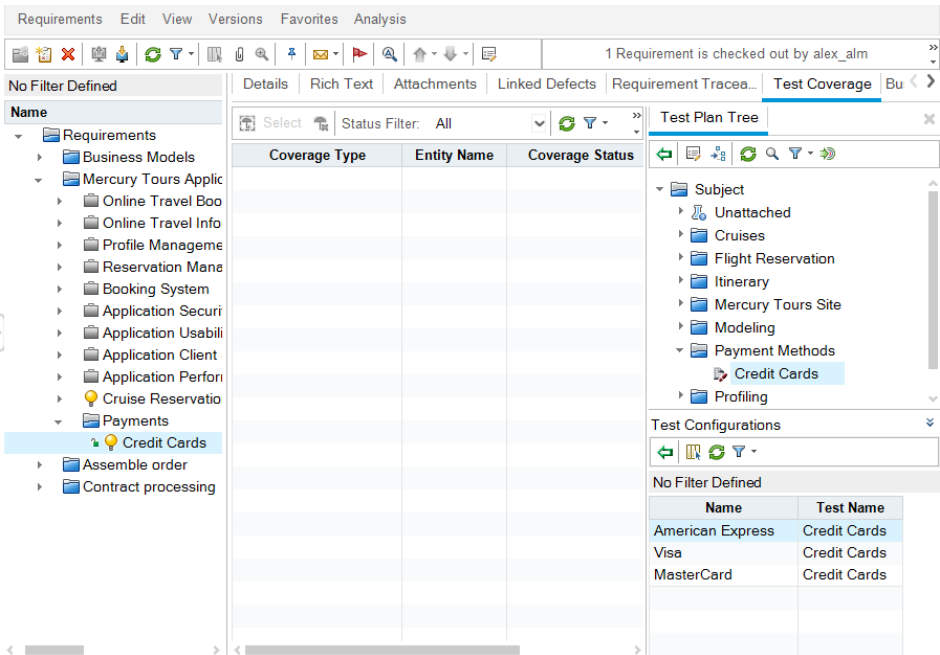 Requirements Edit View Versions Favorites Analysis
1 Requirement is checked out by alex_alm
No Filter Defined
Name
Requirements
Business Models
Mercury Tours Applic
Online Travel Boo
Online Travel Info
Profile Manageme
Reservation Mana
Booking System
Application Securi
Application Usabili
Application Client
Application Perfor
Cruise Reservatio
Payments
Credit Cards
Assemble order
Contract processing
Details Rich Text Attachments Linked Defects Requirement Tracea... Test Coverage Bu
Select Status Filter: All
Coverage Type Entity Name Coverage Status
Test Plan Tree
Subject
Unattached
Cruises
Flight Reservation
Itinerary
Mercury Tours Site
Modeling
Payment Methods
Credit Cards
Profiling
Test Configurations
No Filter Defined
Name Test Name
American Express Credit Cards
Visa Credit Cards
MasterCard Credit Cards